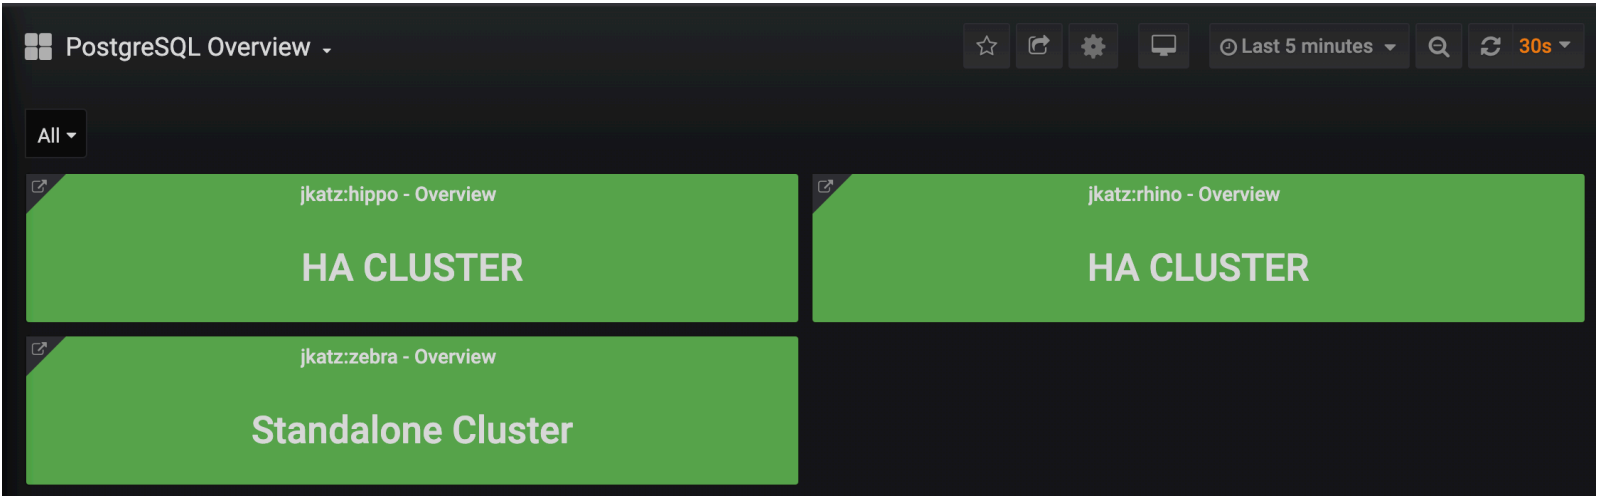 PostgreSQL Overview
Last 5 minutes
30s
All
jkatz:hippo - Overview
HA CLUSTER
jkatz:rhino - Overview
HA CLUSTER
jkatz:zebra - Overview
Standalone Cluster